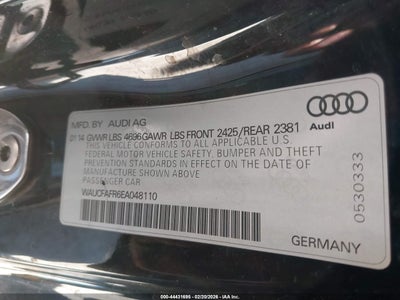 MFD. BY AUDI AG
01 14 GVWR LBS 4696 GAWR LBS FRONT 2425/REAR 2381
THIS VEHICLE CONFORMS TO ALL APPLICABLE U.S.
FEDERAL MOTOR VEHICLE SAFETY, BUMPER AND THEFT
PREVENTION STANDARDS IN EFFECT ON THE DATE OF
MANUFACTURE SHOWN ABOVE.
PASSENGER CAR
WAUCFAFR6EA048110
Audi
0530333
GERMANY
000-44431695 - 02/20/2026 - IAA Inc.